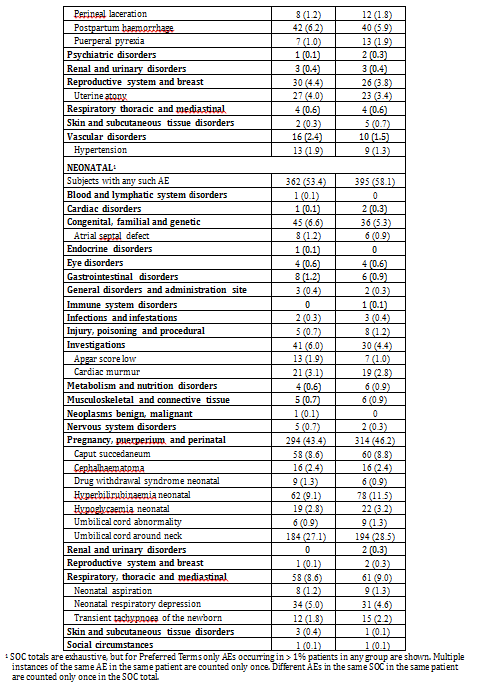 Perineal laceration 8 (1.2) 12 (1.8)
Postpartum haemorrhage 42 (6.2) 40 (5.9)
Puerperal pyrexia 7 (1.0) 13 (1.9)
Psychiatric disorders 1 (0.1) 2 (0.3)
Renal and urinary disorders 3 (0.4) 3 (0.4)
Reproductive system and breast 30 (4.4) 26 (3.8)
Uterine atony 27 (4.0) 23 (3.4)
Respiratory thoracic and mediastinal 4 (0.6) 4 (0.6)
Skin and subcutaneous tissue disorders 2 (0.3) 5 (0.7)
Vascular disorders 16 (2.4) 10 (1.5)
Hypertension 13 (1.9) 9 (1.3)
NEONATAL¹
Subjects with any such AE 362 (53.4) 395 (58.1)
Blood and lymphatic system disorders 1 (0.1) 0
Cardiac disorders 1 (0.1) 2 (0.3)
Congenital, familial and genetic 45 (6.6) 36 (5.3)
Atrial septal defect 8 (1.2) 6 (0.9)
Endocrine disorders 1 (0.1) 0
Eye disorders 4 (0.6) 4 (0.6)
Gastrointestinal disorders 8 (1.2) 6 (0.9)
General disorders and administration site 3 (0.4) 2 (0.3)
Immune system disorders 0 1 (0.1)
Infections and infestations 2 (0.3) 3 (0.4)
Injury, poisoning and procedural 5 (0.7) 8 (1.2)
Investigations 41 (6.0) 30 (4.4)
Apgar score low 13 (1.9) 7 (1.0)
Cardiac murmur 21 (3.1) 19 (2.8)
Metabolism and nutrition disorders 4 (0.6) 6 (0.9)
Musculoskeletal and connective tissue 5 (0.7) 6 (0.9)
Neoplasms benign, malignant 1 (0.1) 0
Nervous system disorders 5 (0.7) 2 (0.3)
Pregnancy, puerperium and perinatal 294 (43.4) 314 (46.2)
Caput succedaneum 58 (8.6) 60 (8.8)
Cephalhaematoma 16 (2.4) 16 (2.4)
Drug withdrawal syndrome neonatal 9 (1.3) 6 (0.9)
Hyperbilirubinaemia neonatal 62 (9.1) 78 (11.5)
Hypoglycaemia neonatal 19 (2.8) 22 (3.2)
Umbilical cord abnormality 6 (0.9) 9 (1.3)
Umbilical cord around neck 184 (27.1) 194 (28.5)
Renal and urinary disorders 0 2 (0.3)
Reproductive system and breast 1 (0.1) 2 (0.3)
Respiratory, thoracic and mediastinal 58 (8.6) 61 (9.0)
Neonatal aspiration 8 (1.2) 9 (1.3)
Neonatal respiratory depression 34 (5.0) 31 (4.6)
Transient tachypnoea of the newborn 12 (1.8) 15 (2.2)
Skin and subcutaneous tissue disorders 3 (0.4) 1 (0.1)
Social circumstances 1 (0.1) 1 (0.1)
¹ SOC totals are exhaustive, but for Preferred Terms only AEs occurring in > 1% patients in any group are shown. Multiple
instances of the same AE in the same patient are counted only once. Different AEs in the same SOC in the same patient
are counted only once in the SOC total.